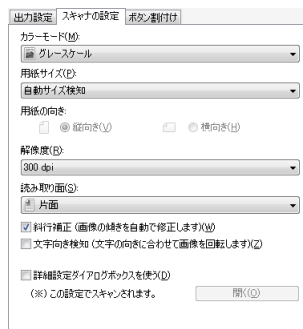 出力設定 スキャナの設定 ボタン割付け
カラーモード(M):
グレースケール
用紙サイズ(P):
自動サイズ検知
用紙の向き:
縦向き(V) 横向き(H)
解像度(R):
300 dpi
読み取り面(S):
片面
斜行補正 (画像の傾きを自動で修正します)(W)
文字向き検知 (文字の向きに合わせて画像を回転します)(Z)
詳細設定ダイアログボックスを使う(D)
(※) この設定でスキャンされます。 開く(O)